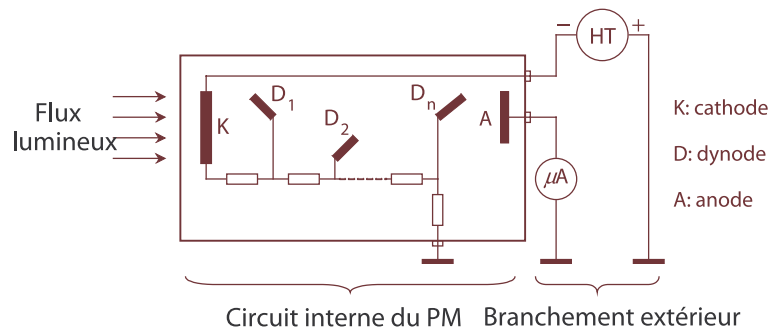 − HT +
Flux
lumineux
K
D1
D2
Dn
A
µA
K: cathode
D: dynode
A: anode
Circuit interne du PM
Branchement extérieur